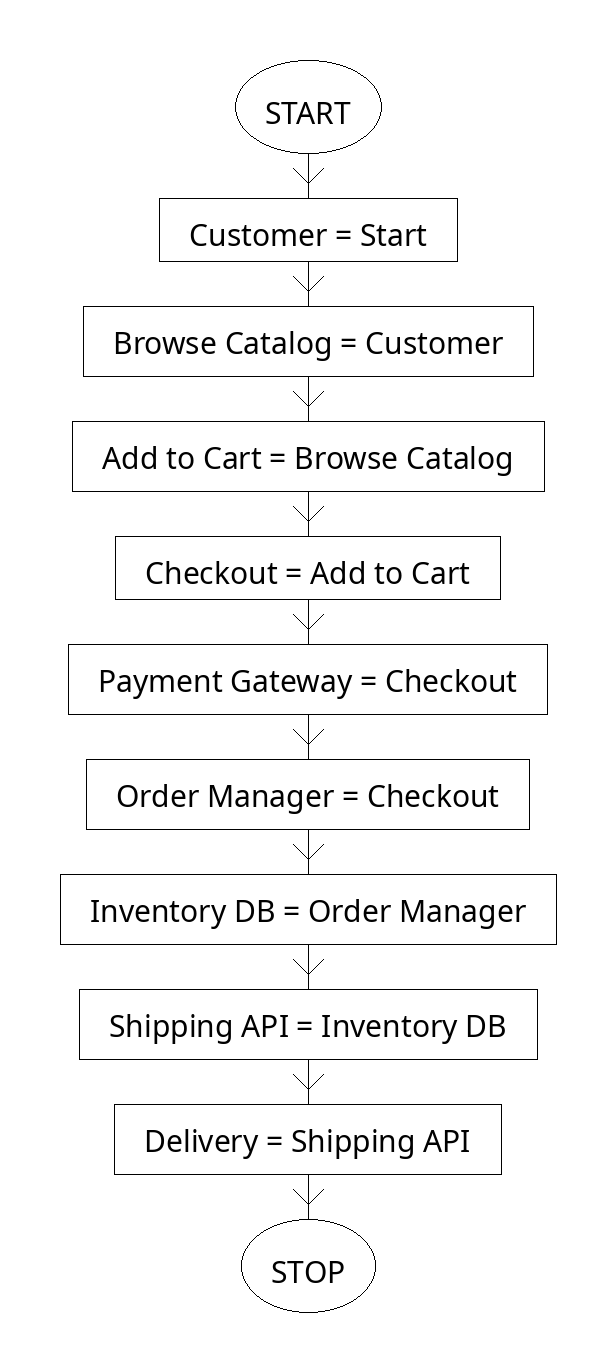 START
Customer = Start
Browse Catalog = Customer
Add to Cart = Browse Catalog
Checkout = Add to Cart
Payment Gateway = Checkout
Order Manager = Checkout
Inventory DB = Order Manager
Shipping API = Inventory DB
Delivery = Shipping API
STOP